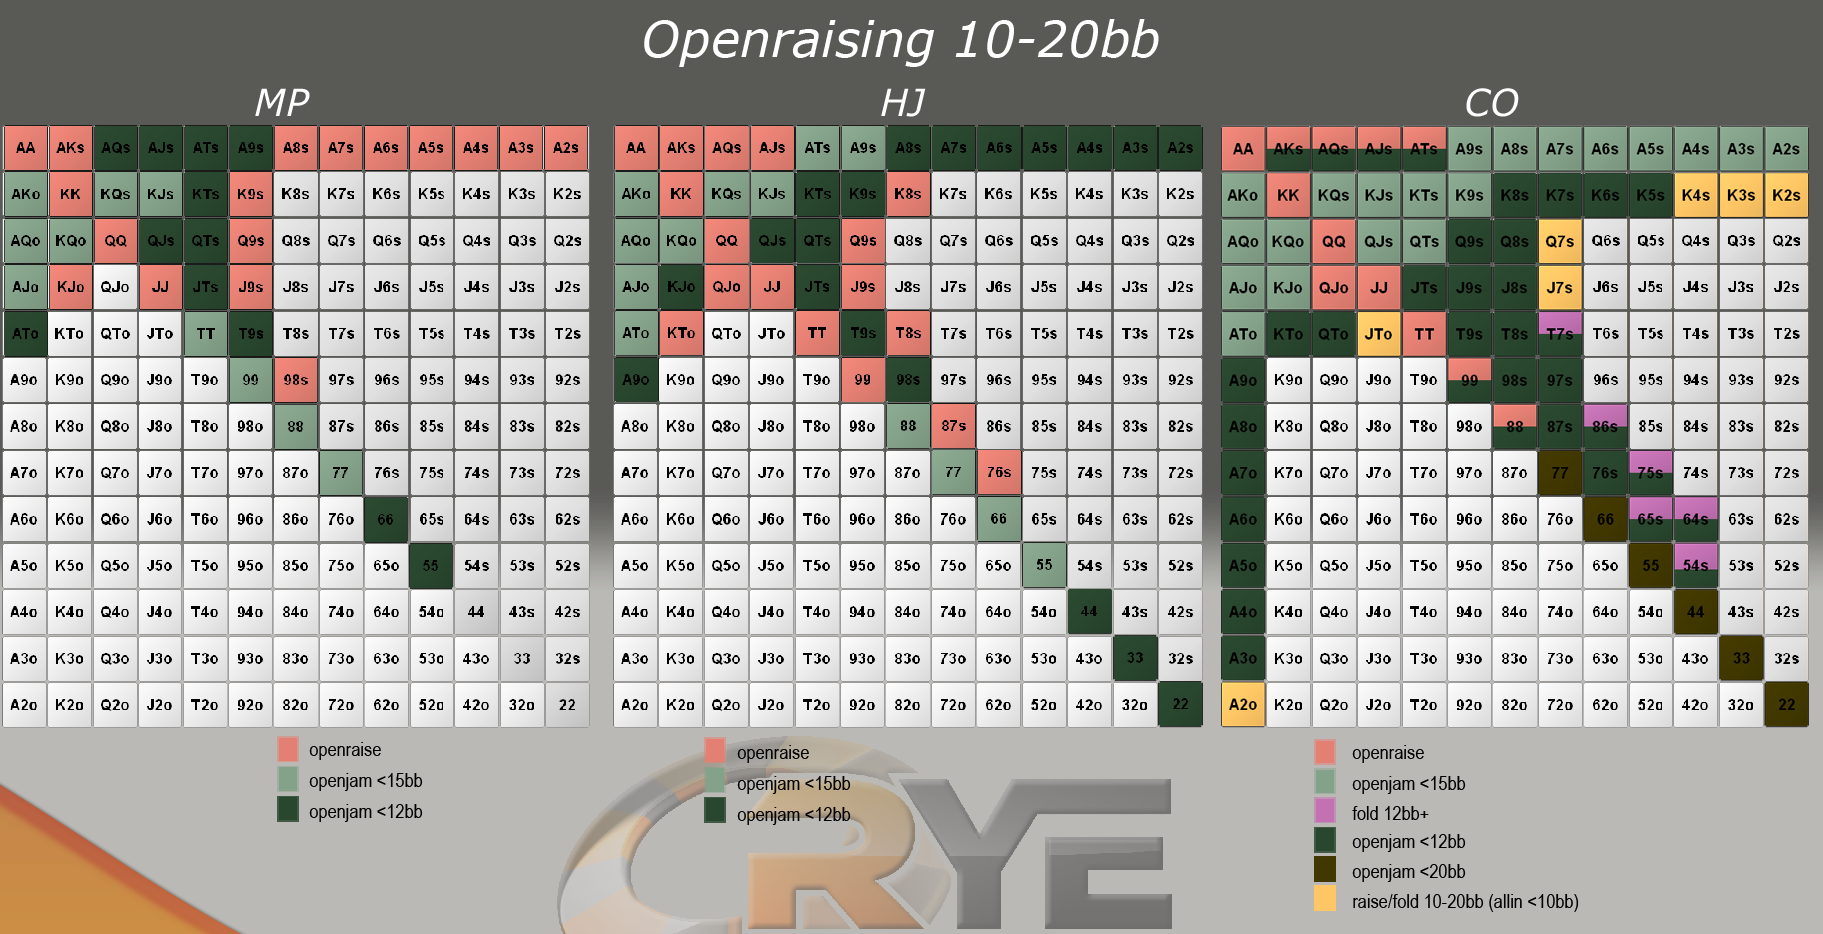 Openraising 10-20bb
MP HJ CO
AA AKs AQs AJs ATs A9s A8s A7s A6s A5s A4s A3s A2s AA AKs AQs AJs ATs A9s A8s A7s A6s A5s A4s A3s A2s AA AKs AQs AJs ATs A9s A8s A7s A6s A5s A4s A3s A2s
AKo KK KQs KJs KTs K9s K8s K7s K6s K5s K4s K3s K2s AKo KK KQs KJs KTs K9s K8s K7s K6s K5s K4s K3s K2s AKo KK KQs KJs KTs K9s K8s K7s K6s K5s K4s K3s K2s
AQo KQo QQ QJs QTs Q9s Q8s Q7s Q6s Q5s Q4s Q3s Q2s AQo KQo QQ QJs QTs Q9s Q8s Q7s Q6s Q5s Q4s Q3s Q2s AQo KQo QQ QJs QTs Q9s Q8s Q7s Q6s Q5s Q4s Q3s Q2s
AJo KJo QJo JJ JTs J9s J8s J7s J6s J5s J4s J3s J2s AJo KJo QJo JJ JTs J9s J8s J7s J6s J5s J4s J3s J2s AJo KJo QJo JJ JTs J9s J8s J7s J6s J5s J4s J3s J2s
ATo KTo QTo JTo TT T9s T8s T7s T6s T5s T4s T3s T2s ATo KTo QTo JTo TT T9s T8s T7s T6s T5s T4s T3s T2s ATo KTo QTo JTo TT T9s T8s T7s T6s T5s T4s T3s T2s
A9o K9o Q9o J9o T9o 99 98s 97s 96s 95s 94s 93s 92s A9o K9o Q9o J9o T9o 99 98s 97s 96s 95s 94s 93s 92s A9o K9o Q9o J9o T9o 99 98s 97s 96s 95s 94s 93s 92s
A8o K8o Q8o J8o T8o 98o 88 87s 86s 85s 84s 83s 82s A8o K8o Q8o J8o T8o 98o 88 87s 86s 85s 84s 83s 82s A8o K8o Q8o J8o T8o 98o 88 87s 86s 85s 84s 83s 82s
A7o K7o Q7o J7o T7o 97o 87o 77 76s 75s 74s 73s 72s A7o K7o Q7o J7o T7o 97o 87o 77 76s 75s 74s 73s 72s A7o K7o Q7o J7o T7o 97o 87o 77 76s 75s 74s 73s 72s
A6o K6o Q6o J6o T6o 96o 86o 76o 66 65s 64s 63s 62s A6o K6o Q6o J6o T6o 96o 86o 76o 66 65s 64s 63s 62s A6o K6o Q6o J6o T6o 96o 86o 76o 66 65s 64s 63s 62s
A5o K5o Q5o J5o T5o 95o 85o 75o 65o 55 54s 53s 52s A5o K5o Q5o J5o T5o 95o 85o 75o 65o 55 54s 53s 52s A5o K5o Q5o J5o T5o 95o 85o 75o 65o 55 54s 53s 52s
A4o K4o Q4o J4o T4o 94o 84o 74o 64o 54o 44 43s 42s A4o K4o Q4o J4o T4o 94o 84o 74o 64o 54o 44 43s 42s A4o K4o Q4o J4o T4o 94o 84o 74o 64o 54o 44 43s 42s
A3o K3o Q3o J3o T3o 93o 83o 73o 63o 53o 43o 33 32s A3o K3o Q3o J3o T3o 93o 83o 73o 63o 53o 43o 33 32s A3o K3o Q3o J3o T3o 93o 83o 73o 63o 53o 43o 33 32s
A2o K2o Q2o J2o T2o 92o 82o 72o 62o 52o 42o 32o 22 A2o K2o Q2o J2o T2o 92o 82o 72o 62o 52o 42o 32o 22 A2o K2o Q2o J2o T2o 92o 82o 72o 62o 52o 42o 32o 22
openraise
openjam <15bb
openjam <12bb
openraise
openjam <15bb
openjam <12bb
openraise
openjam <15bb
fold 12bb+
openjam <12bb
openjam <20bb
raise/fold 10-20bb (allin <10bb)
RYE